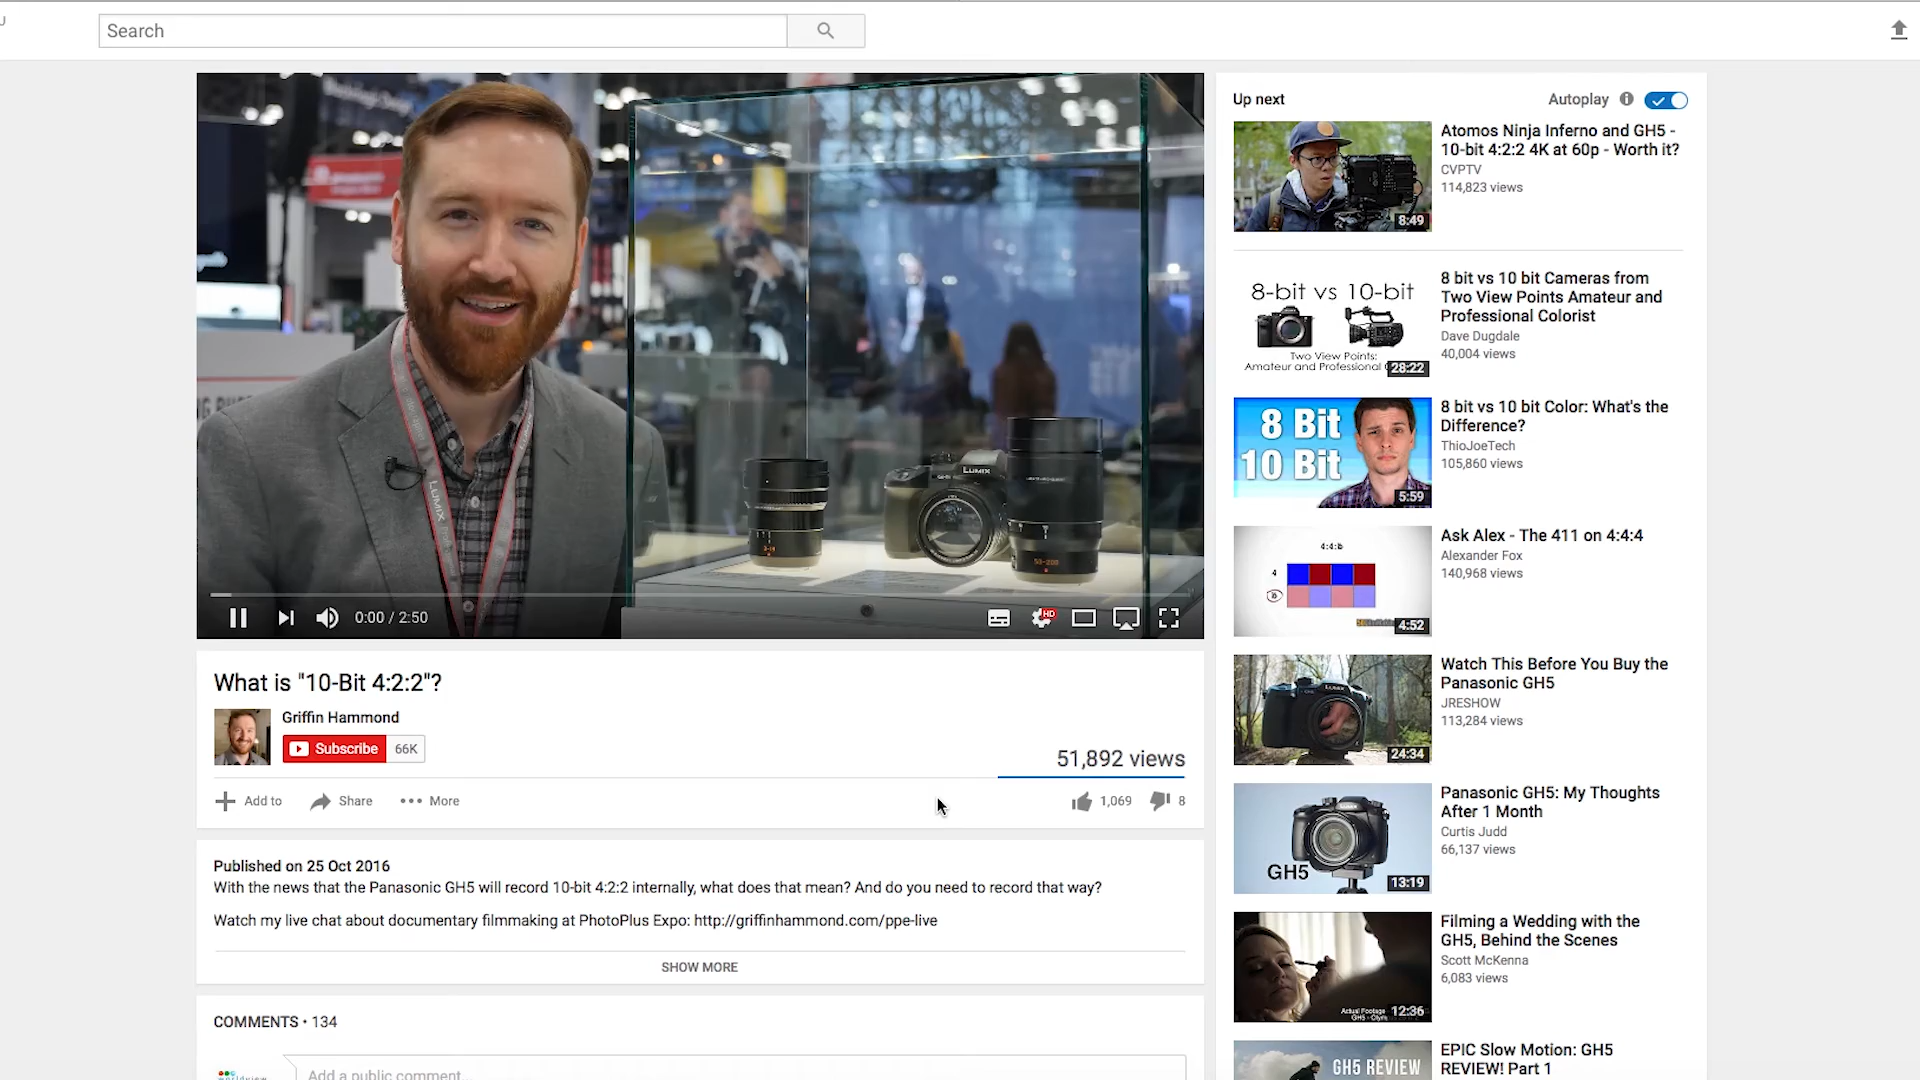 Search
LUMIX
LUMIX
0:00 / 2:50
HD
What is "10-Bit 4:2:2"?
Griffin Hammond
Subscribe 66K
51,892 views
Add to Share More 1,069 8
Published on 25 Oct 2016
With the news that the Panasonic GH5 will record 10-bit 4:2:2 internally, what does that mean? And do you need to record that way?
Watch my live chat about documentary filmmaking at PhotoPlus Expo: http://griffinhammond.com/ppe-live
SHOW MORE
COMMENTS • 134
Add a public comment...
Up next Autoplay
8:49
Atomos Ninja Inferno and GH5 -
10-bit 4:2:2 4K at 60p - Worth it?
CVPTV
114,823 views
8-bit vs 10-bit
Two View Points:
Amateur and Professional
28:22
8 bit vs 10 bit Cameras from
Two View Points Amateur and
Professional Colorist
Dave Dugdale
40,004 views
8 Bit
10 Bit
5:59
8 bit vs 10 bit Color: What's the
Difference?
ThioJoeTech
105,860 views
4
4:52
Ask Alex - The 411 on 4:4:4
Alexander Fox
140,968 views
LUMIX
24:34
Watch This Before You Buy the
Panasonic GH5
JRESHOW
113,284 views
GH5
13:19
Panasonic GH5: My Thoughts
After 1 Month
Curtis Judd
66,137 views
Actual Footage
12:36
Filming a Wedding with the
GH5, Behind the Scenes
Scott McKenna
6,083 views
GH5 REVIEW
EPIC Slow Motion: GH5
REVIEW! Part 1